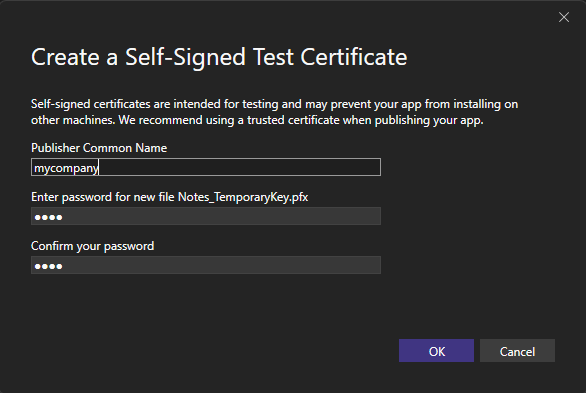 Create a Self-Signed Test Certificate
Self-signed certificates are intended for testing and may prevent your app from installing on
other machines. We recommend using a trusted certificate when publishing your app.
Publisher Common Name
mycompany
Enter password for new file Notes_TemporaryKey.pfx
●●●●
Confirm your password
●●●●
OK
Cancel